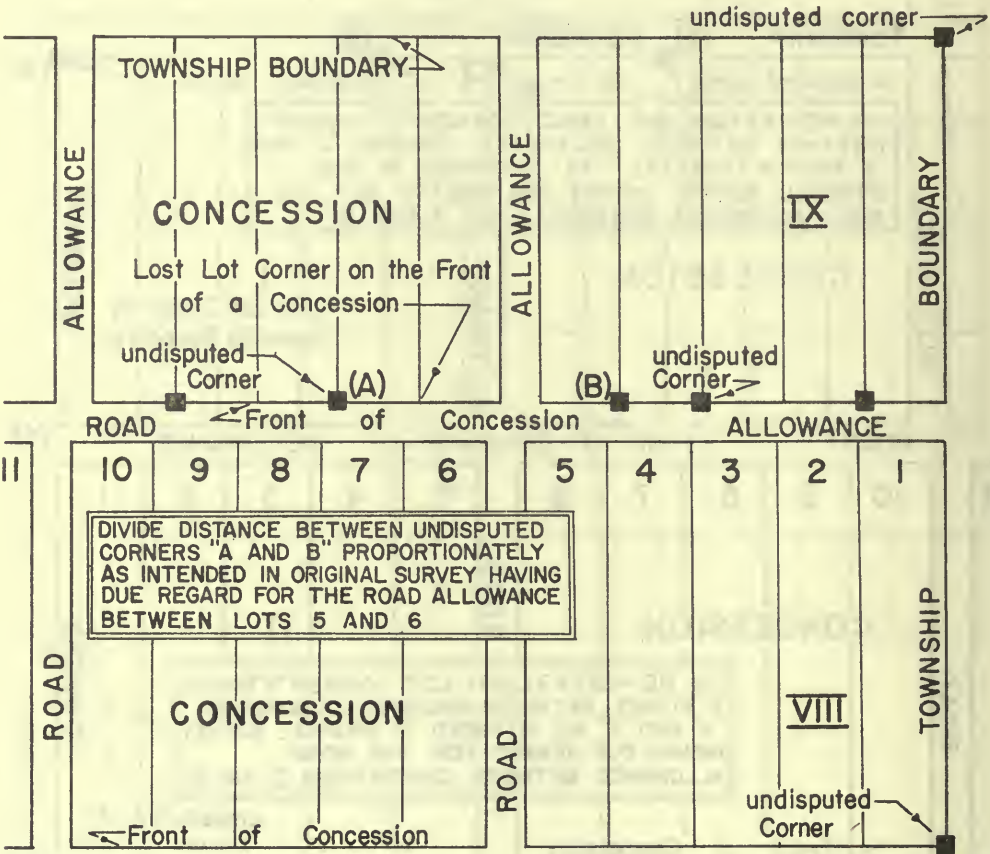 undisputed corner
TOWNSHIP BOUNDARY
ALLOWANCE
CONCESSION
Lost Lot Corner on the Front
of a Concession
undisputed
Corner
(A)
ALLOWANCE
IX
BOUNDARY
undisputed
Corner
(B)
Front of Concession
ROAD
ALLOWANCE
11 10 9 8 7 6 5 4 3 2 1
DIVIDE DISTANCE BETWEEN UNDISPUTED
CORNERS "A AND B" PROPORTIONATELY
AS INTENDED IN ORIGINAL SURVEY HAVING
DUE REGARD FOR THE ROAD ALLOWANCE
BETWEEN LOTS 5 AND 6
ROAD
CONCESSION
ROAD
VIII
TOWNSHIP
undisputed
Corner
Front of Concession